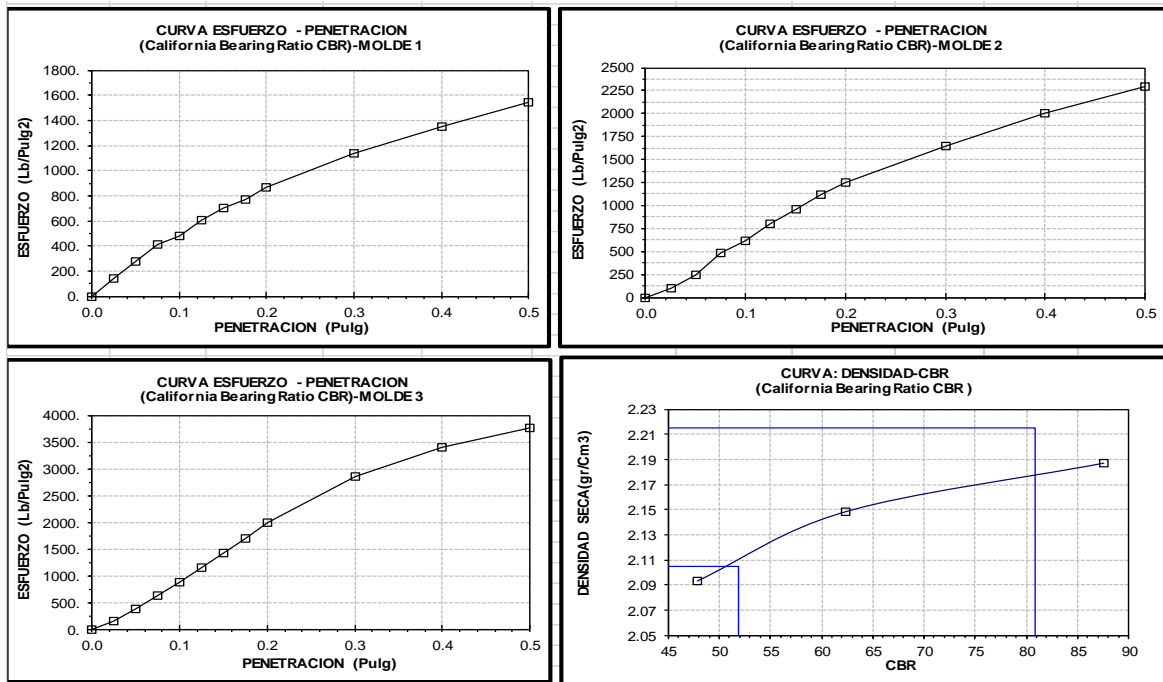 CURVA ESFUERZO - PENETRACION
(California Bearing Ratio CBR)-MOLDE 1
ESFUERZO (Lb/Pulg2)
1800.
1600.
1400.
1200.
1000.
800.
600.
400.
200.
0.
0.0 0.1 0.2 0.3 0.4 0.5
PENETRACION (Pulg)
CURVA ESFUERZO - PENETRACION
(California Bearing Ratio CBR)-MOLDE 2
ESFUERZO (Lb/Pulg2)
2500
2250
2000
1750
1500
1250
1000
750
500
250
0
0.0 0.1 0.2 0.3 0.4 0.5
PENETRACION (Pulg)
CURVA ESFUERZO - PENETRACION
(California Bearing Ratio CBR)-MOLDE 3
ESFUERZO (Lb/Pulg2)
4000.
3500.
3000.
2500.
2000.
1500.
1000.
500.
0.
0.0 0.1 0.2 0.3 0.4 0.5
PENETRACION (Pulg)
CURVA: DENSIDAD-CBR
(California Bearing Ratio CBR )
DENSIDAD SECA(gr/Cm3)
2.23
2.21
2.19
2.17
2.15
2.13
2.11
2.09
2.07
2.05
45 50 55 60 65 70 75 80 85 90
CBR